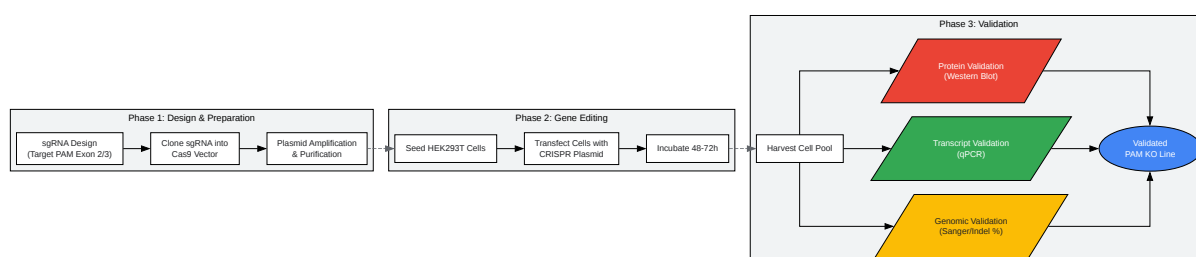 Phase 1: Design & Preparation
sgRNA Design
(Target PAM Exon 2/3)
Clone sgRNA into
Cas9 Vector
Plasmid Amplification
& Purification
Phase 2: Gene Editing
Seed HEK293T Cells
Transfect Cells with
CRISPR Plasmid
Incubate 48-72h
Phase 3: Validation
Harvest Cell Pool
Protein Validation
(Western Blot)
Transcript Validation
(qPCR)
Genomic Validation
(Sanger/Indel %)
Validated
PAM KO Line